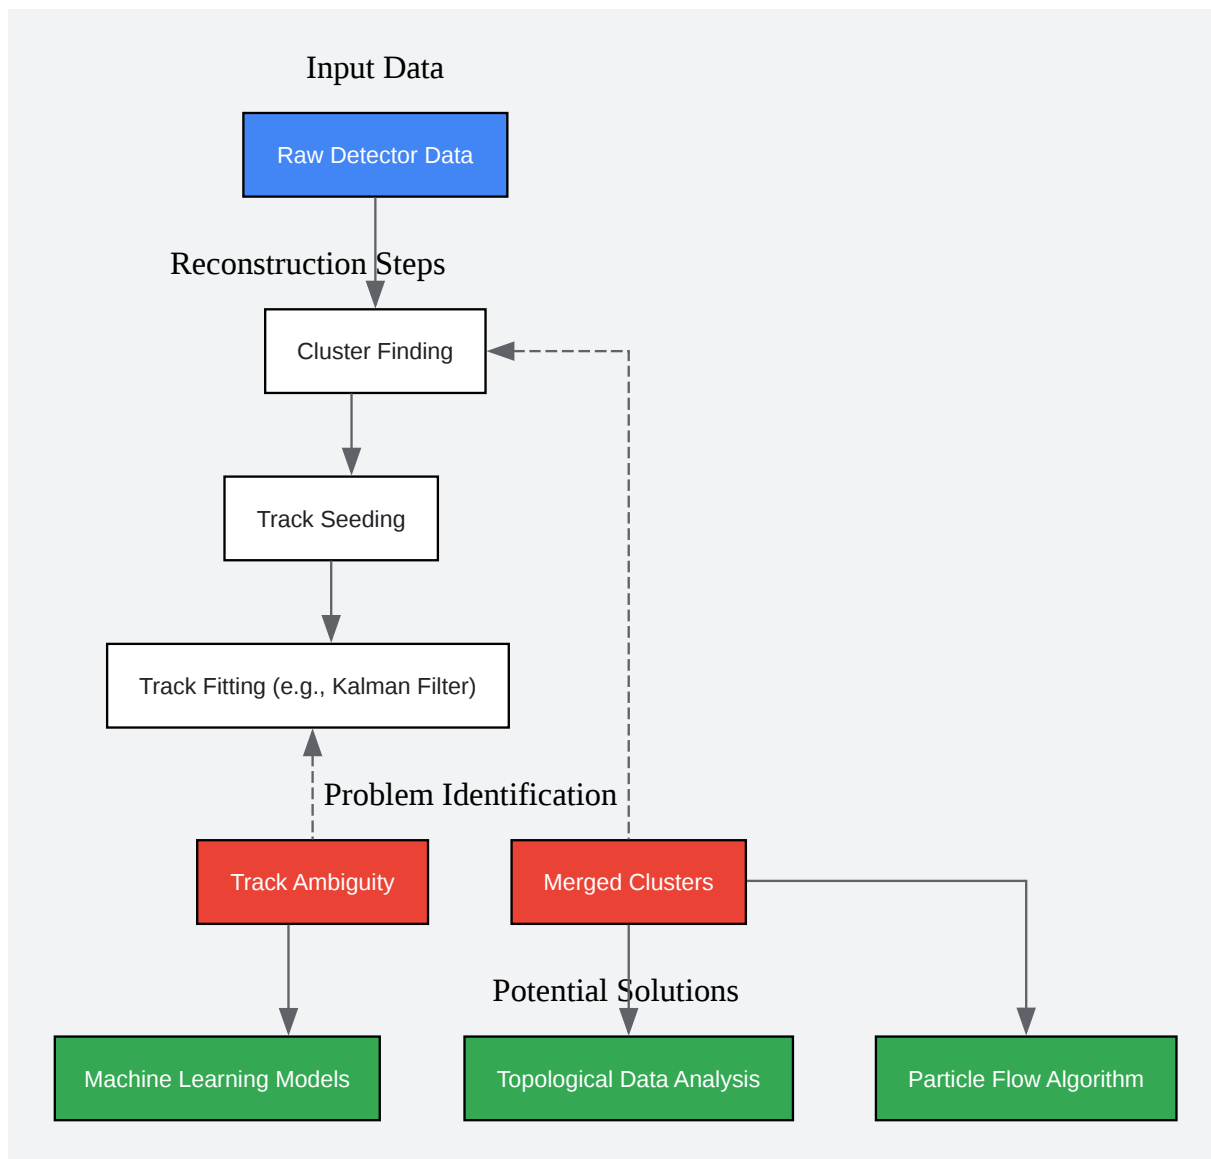 Input Data
Raw Detector Data
Reconstruction Steps
Cluster Finding
Track Seeding
Track Fitting (e.g., Kalman Filter)
Problem Identification
Track Ambiguity
Merged Clusters
Potential Solutions
Machine Learning Models
Topological Data Analysis
Particle Flow Algorithm